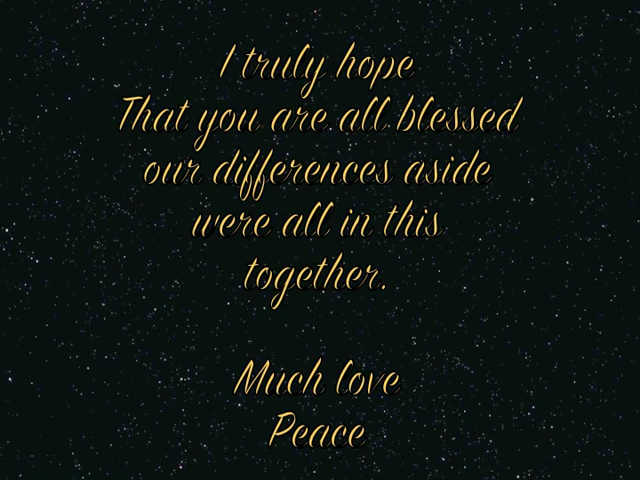 I truly hope
That you are all blessed
our differences aside
were all in this
together.
Much love
Peace